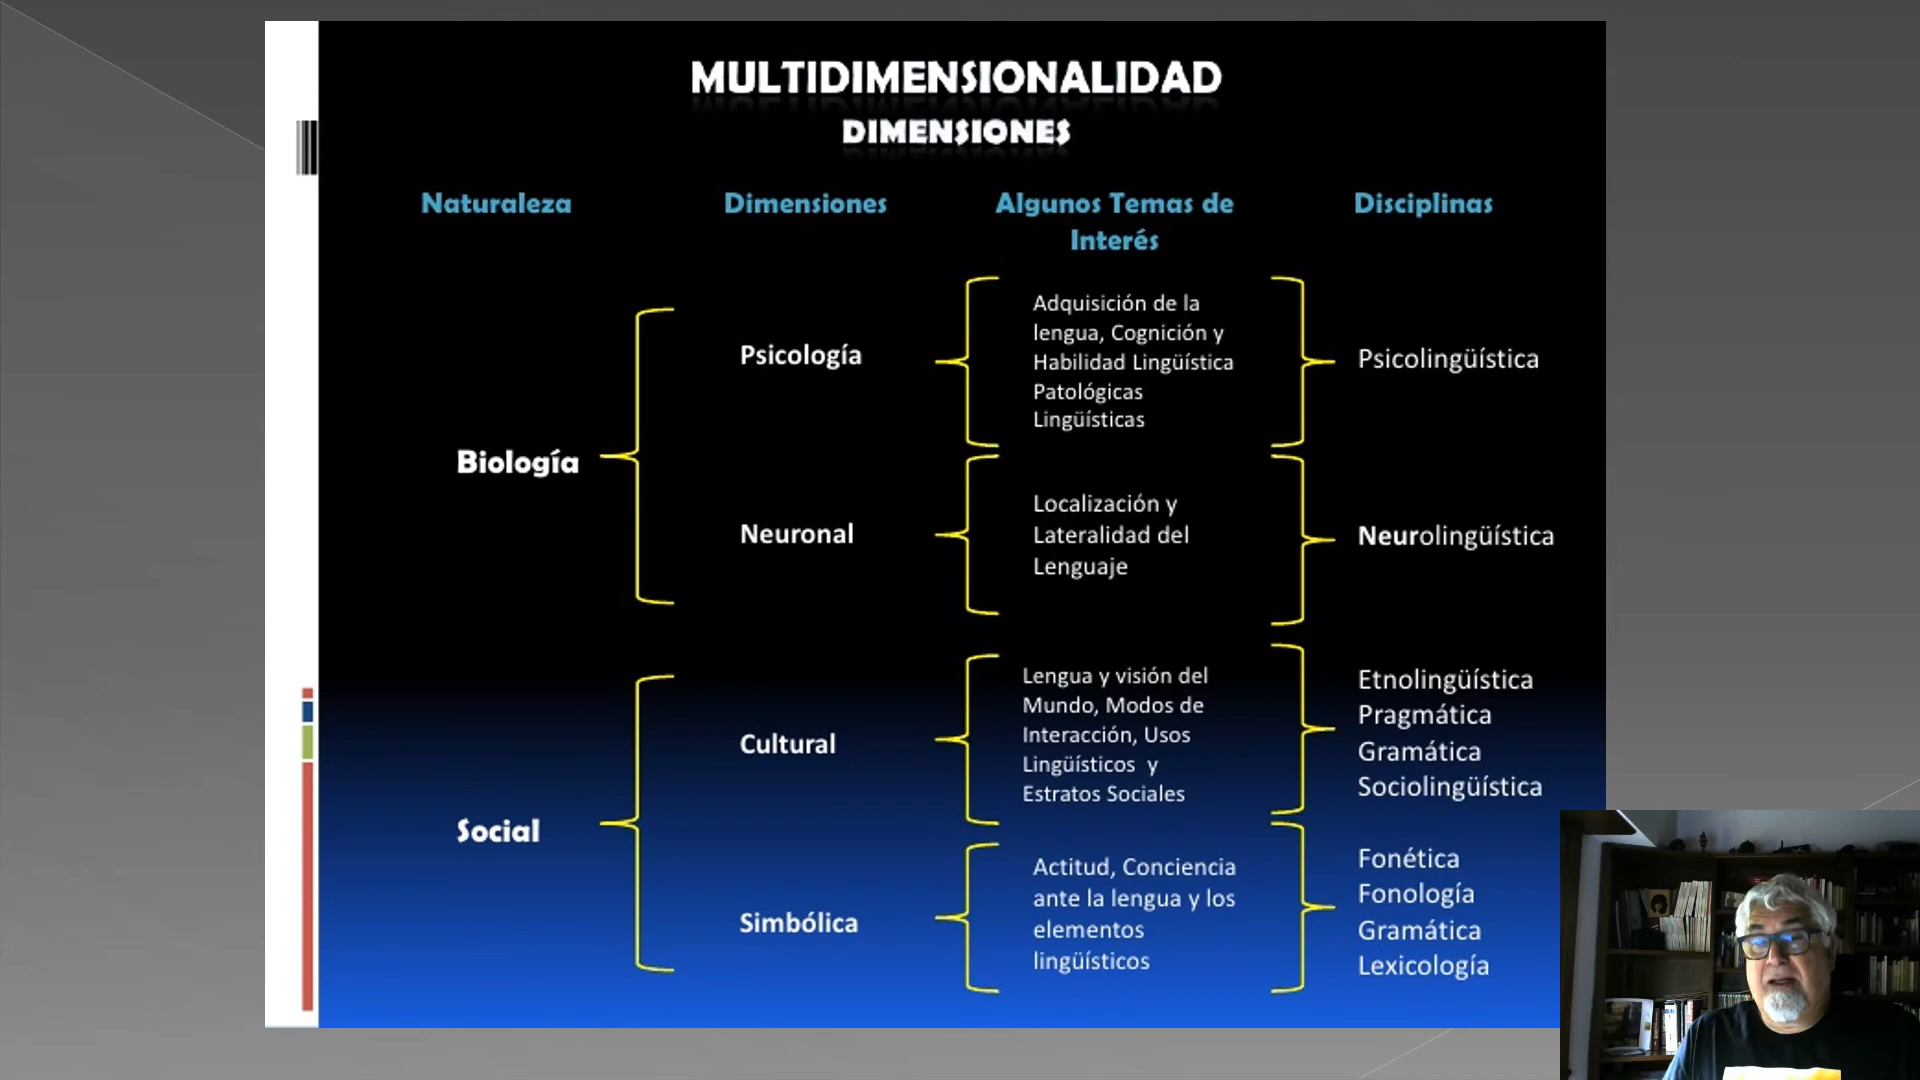 MULTIDIMENSIONALIDAD
DIMENSIONES
Naturaleza
Dimensiones
Algunos Temas de
Interés
Disciplinas
Biología
Psicología
Adquisición de la
lengua, Cognición y
Habilidad Lingüística
Patológicas
Lingüísticas
Psicolingüística
Neuronal
Localización y
Lateralidad del
Lenguaje
Neurolingüística
Social
Cultural
Lengua y visión del
Mundo, Modos de
Interacción, Usos
Lingüísticos y
Estratos Sociales
Etnolingüística
Pragmática
Gramática
Sociolingüística
Simbólica
Actitud, Conciencia
ante la lengua y los
elementos
lingüísticos
Fonética
Fonología
Gramática
Lexicología